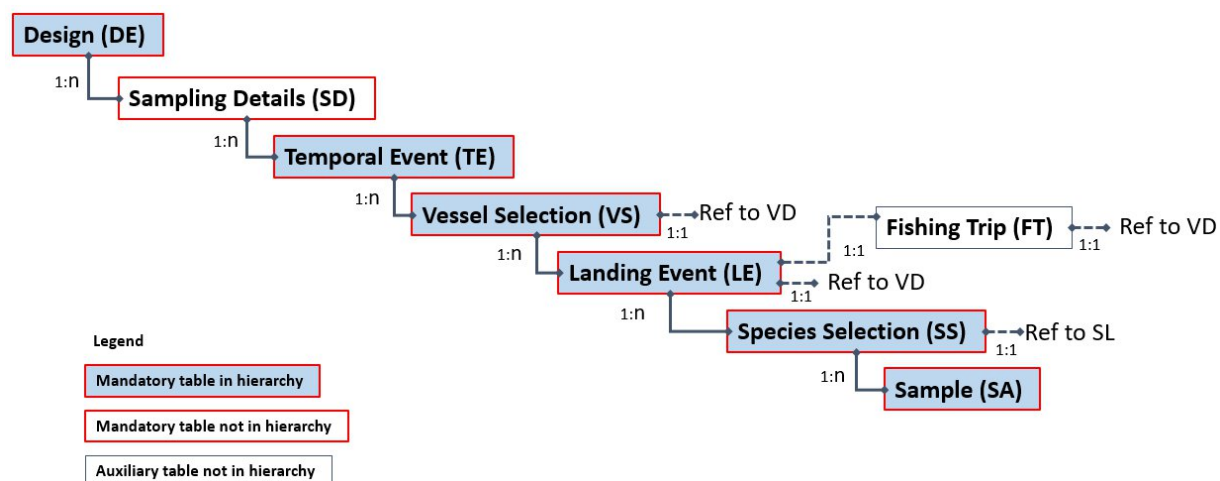 Design (DE)
1:n
Sampling Details (SD)
1:n
Temporal Event (TE)
1:n
Vessel Selection (VS)
1:1
Ref to VD
Fishing Trip (FT)
1:1
Ref to VD
1:1
1:n
Landing Event (LE)
1:1
Ref to VD
1:n
Species Selection (SS)
1:1
Ref to SL
1:n
Sample (SA)
Legend
Mandatory table in hierarchy
Mandatory table not in hierarchy
Auxiliary table not in hierarchy